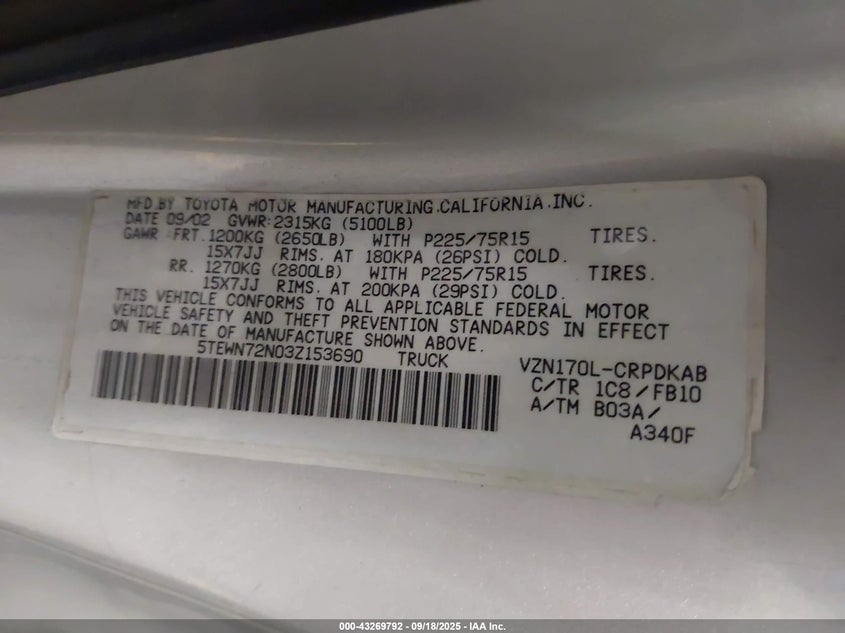 MFD.BY TOYOTA MOTOR MANUFACTURING.CALIFORNIA.INC.
DATE 09/02 GVWR:2315KG (5100LB)
GAWR FRT.1200KG (2650LB) WITH P225/75R15 TIRES.
15X7JJ RIMS. AT 180KPA (26PSI) COLD.
RR. 1270KG (2800LB) WITH P225/75R15 TIRES.
15X7JJ RIMS. AT 200KPA (29PSI) COLD.
THIS VEHICLE CONFORMS TO ALL APPLICABLE FEDERAL MOTOR
VEHICLE SAFETY AND THEFT PREVENTION STANDARDS IN EFFECT
ON THE DATE OF MANUFACTURE SHOWN ABOVE.
5TEWN72N03Z153690 TRUCK
VZN170L-CRPDKAB
C/TR 1C8/FB10
A/TM B03A/
A340F
000-43269792 - 09/18/2025 - IAA Inc.